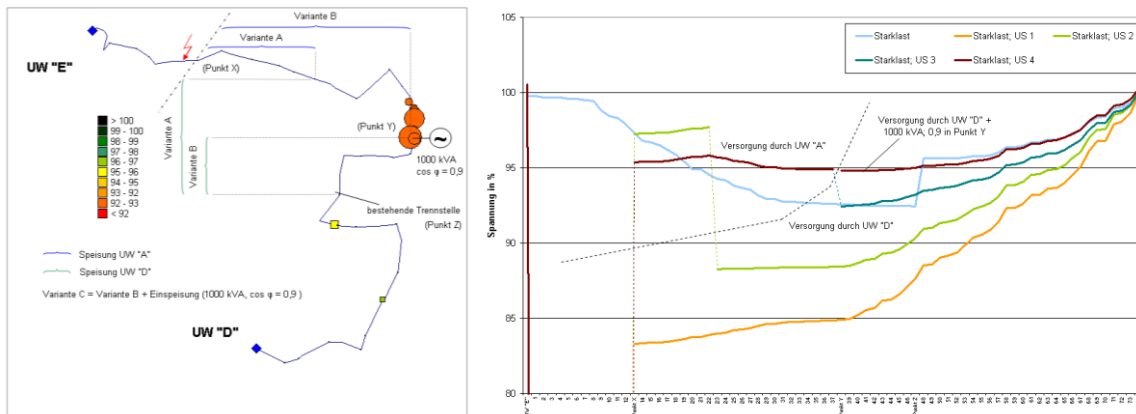 Variante B
Variante A
UW "E"
(Punkt X)
Variante A
Variante B
(Punkt Y)
~
1000 kVA
cos φ = 0,9
> 100
99 - 100
98 - 99
97 - 98
96 - 97
95 - 96
94 - 95
93 - 92
92 - 93
< 92
bestehende Trennstelle
(Punkt Z)
Speisung UW "A"
Speisung UW "D"
Variante C = Variante B + Einspeisung (1000 kVA, cos φ = 0,9 )
UW "D"
Spannung in %
105
100
95
90
85
80
Starklast
Starklast; US 1
Starklast; US 2
Starklast; US 3
Starklast; US 4
Versorgung durch UW "D" +
1000 kVA; 0,9 in Punkt Y
Versorgung durch UW "A"
Versorgung durch UW "D"